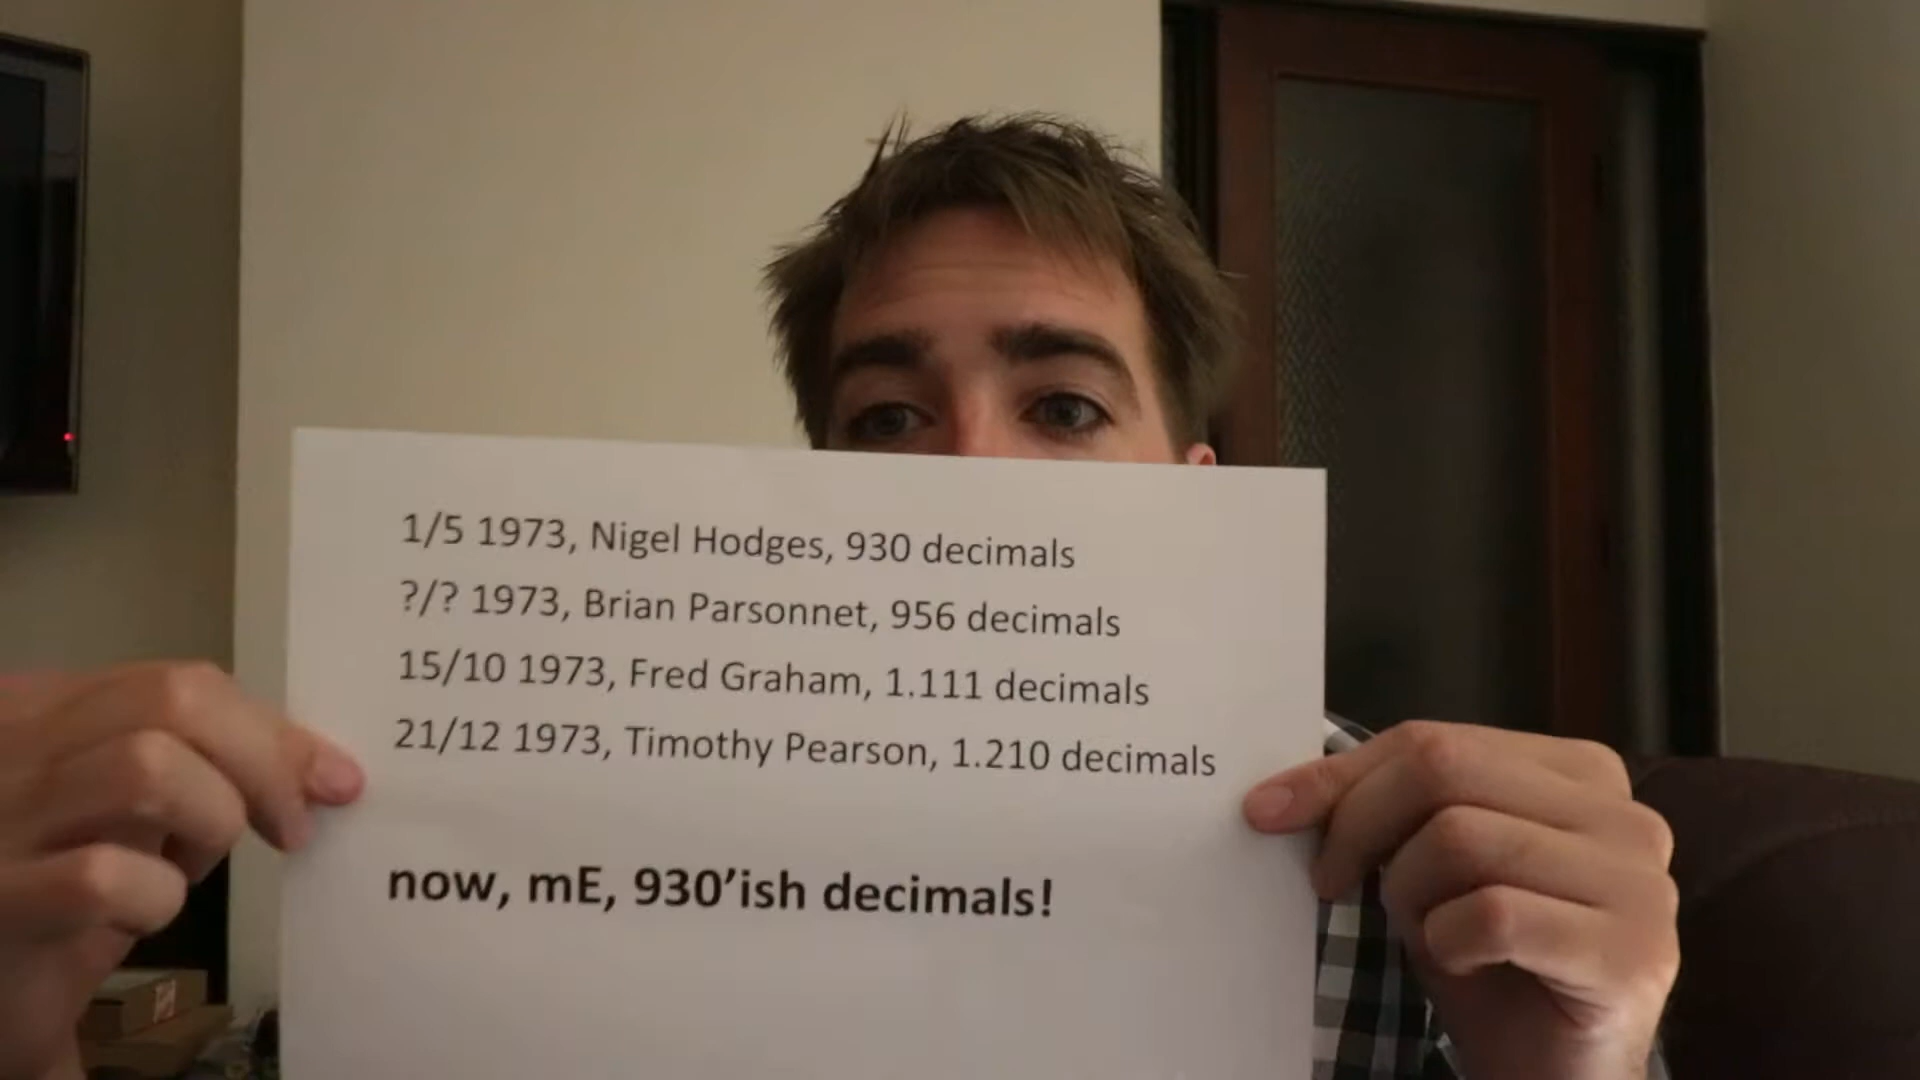 1/5 1973, Nigel Hodges, 930 decimals
?/? 1973, Brian Parsonnet, 956 decimals
15/10 1973, Fred Graham, 1.111 decimals
21/12 1973, Timothy Pearson, 1.210 decimals
now, mE, 930’ish decimals!